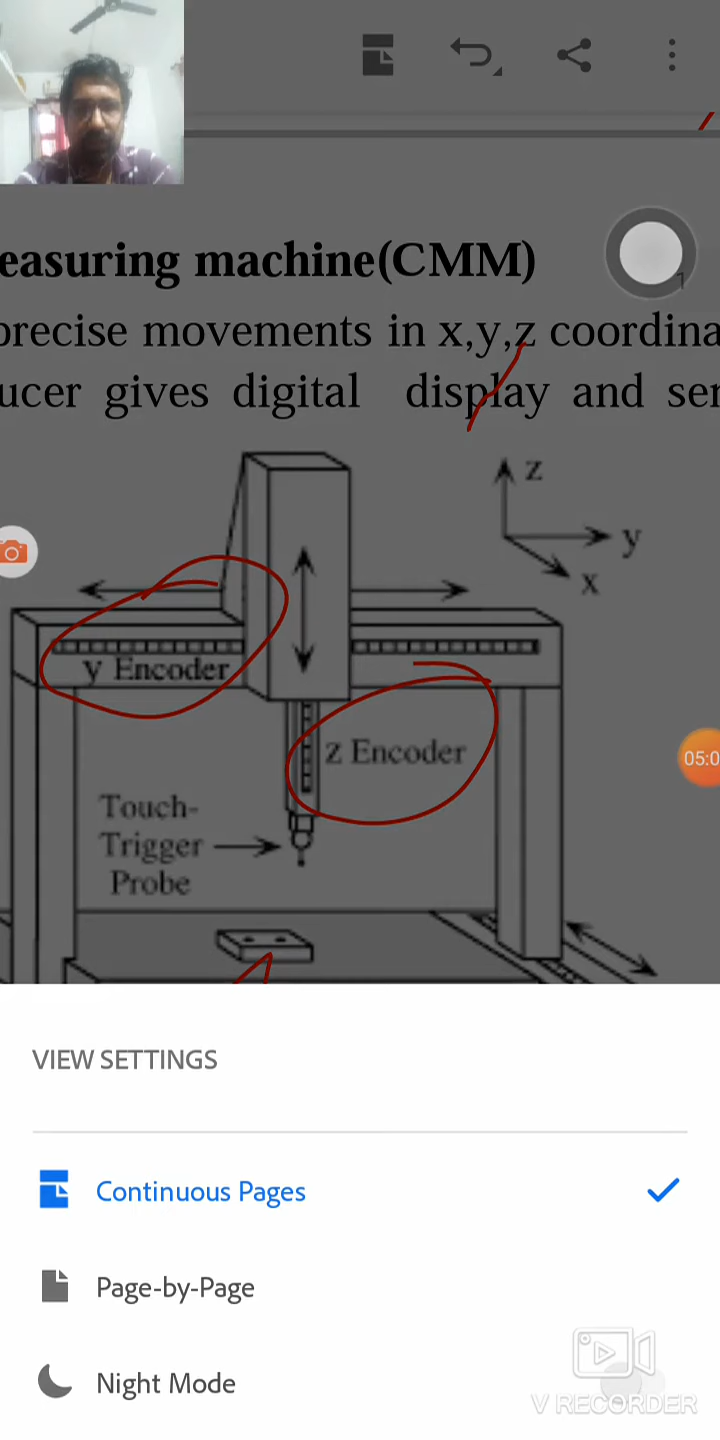 easuring machine(CMM)
precise movements in x,y,z coordina
ucer gives digital display and ser
z
y
x
y Encoder
z Encoder
Touch-
Trigger
Probe
05:0
VIEW SETTINGS
Continuous Pages
Page-by-Page
Night Mode
V RECORDER